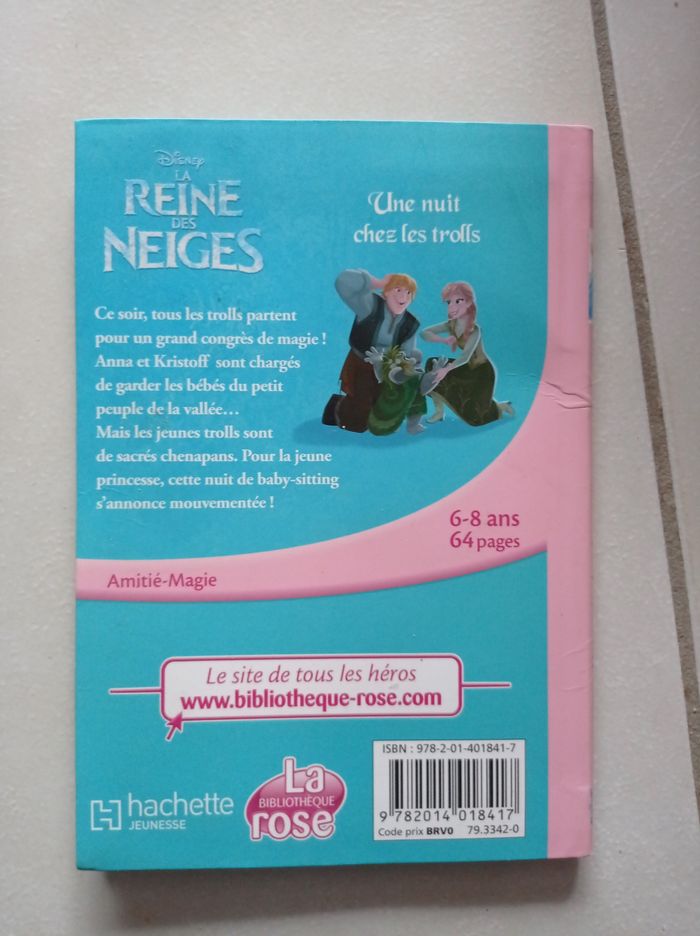 Disney
LA
REINE
DES
NEIGES
Une nuit
chez les trolls
Ce soir, tous les trolls partent
pour un grand congrès de magie !
Anna et Kristoff sont chargés
de garder les bébés du petit
peuple de la vallée…
Mais les jeunes trolls sont
de sacrés chenapans. Pour la jeune
princesse, cette nuit de baby-sitting
s’annonce mouvementée !
6-8 ans
64 pages
Amitié-Magie
Le site de tous les héros
www.bibliotheque-rose.com
hachette
JEUNESSE
La
BIBLIOTHÈQUE
rose
ISBN : 978-2-01-401841-7
9 782014 018417
Code prix BRV0 79.3342-0